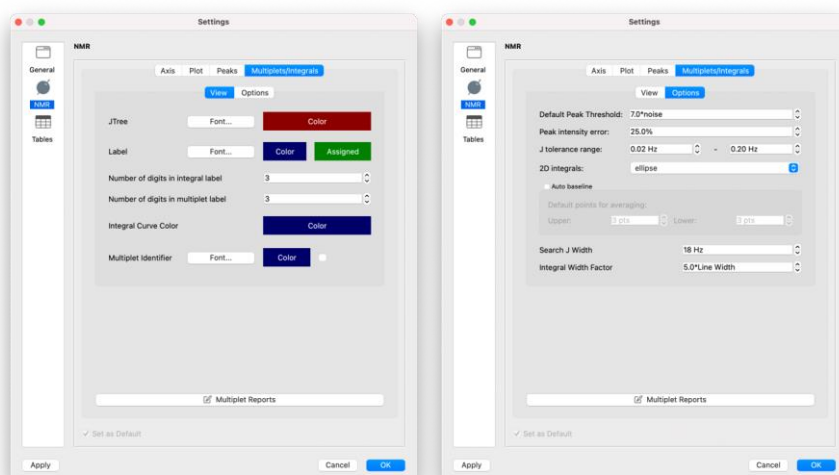 Settings
NMR
General
NMR
Tables
Axis Plot Peaks Multiplets/Integrals
View Options
JTree Font... Color
Label Font... Color Assigned
Number of digits in integral label 3
Number of digits in multiplet label 3
Integral Curve Color Color
Multiplet Identifier Font... Color
Multiplet Reports
Set as Default
Apply Cancel OK
Settings
NMR
General
NMR
Tables
Axis Plot Peaks Multiplets/Integrals
View Options
Default Peak Threshold: 7.0*noise
Peak intensity error: 25.0%
J tolerance range: 0.02 Hz - 0.20 Hz
2D integrals: ellipse
Auto baseline
Default points for averaging:
Upper: 3 pts Lower: 3 pts
Search J Width 18 Hz
Integral Width Factor 5.0*Line Width
Multiplet Reports
Set as Default
Apply Cancel OK